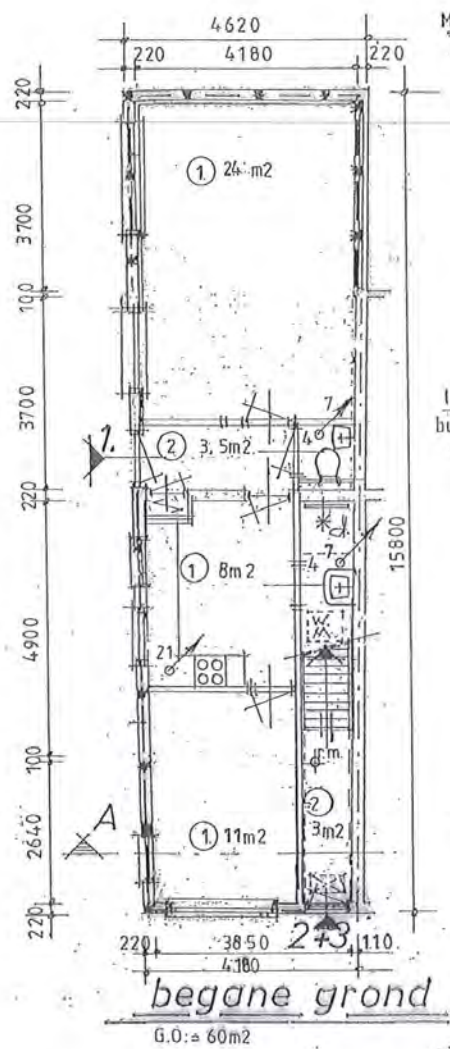 4620
220 4180 220
M
220
3700
① 24 m2
100
3700
7
4
1.
② 3.5m2
220
d
7
4
① 8m2
15800
W
M
4900
21
100
r.m.
②
3m2
A
① 11m2
2640
220
2+3
220 3850 110
4180
begane grond
G.O.= 60m2